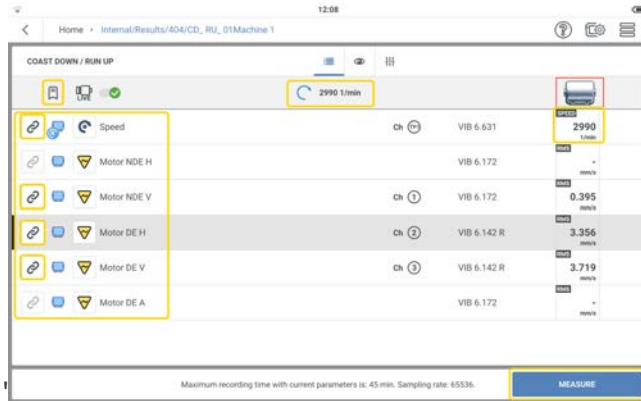 12:08
Home › Internal/Results/404/CD_ RU_ 01Machine 1
COAST DOWN / RUN UP
LIVE
2990 1/min
Speed Ch VIB 6.631 SPEED 2990 1/min
Motor NDE H VIB 6.172 RMS - mm/s
Motor NDE V Ch 1 VIB 6.172 RMS 0.395 mm/s
Motor DE H Ch 2 VIB 6.142 R RMS 3.356 mm/s
Motor DE V Ch 3 VIB 6.142 R RMS 3.719 mm/s
Motor DE A VIB 6.172 RMS - mm/s
Maximum recording time with current parameters is: 45 min. Sampling rate: 65536.
MEASURE